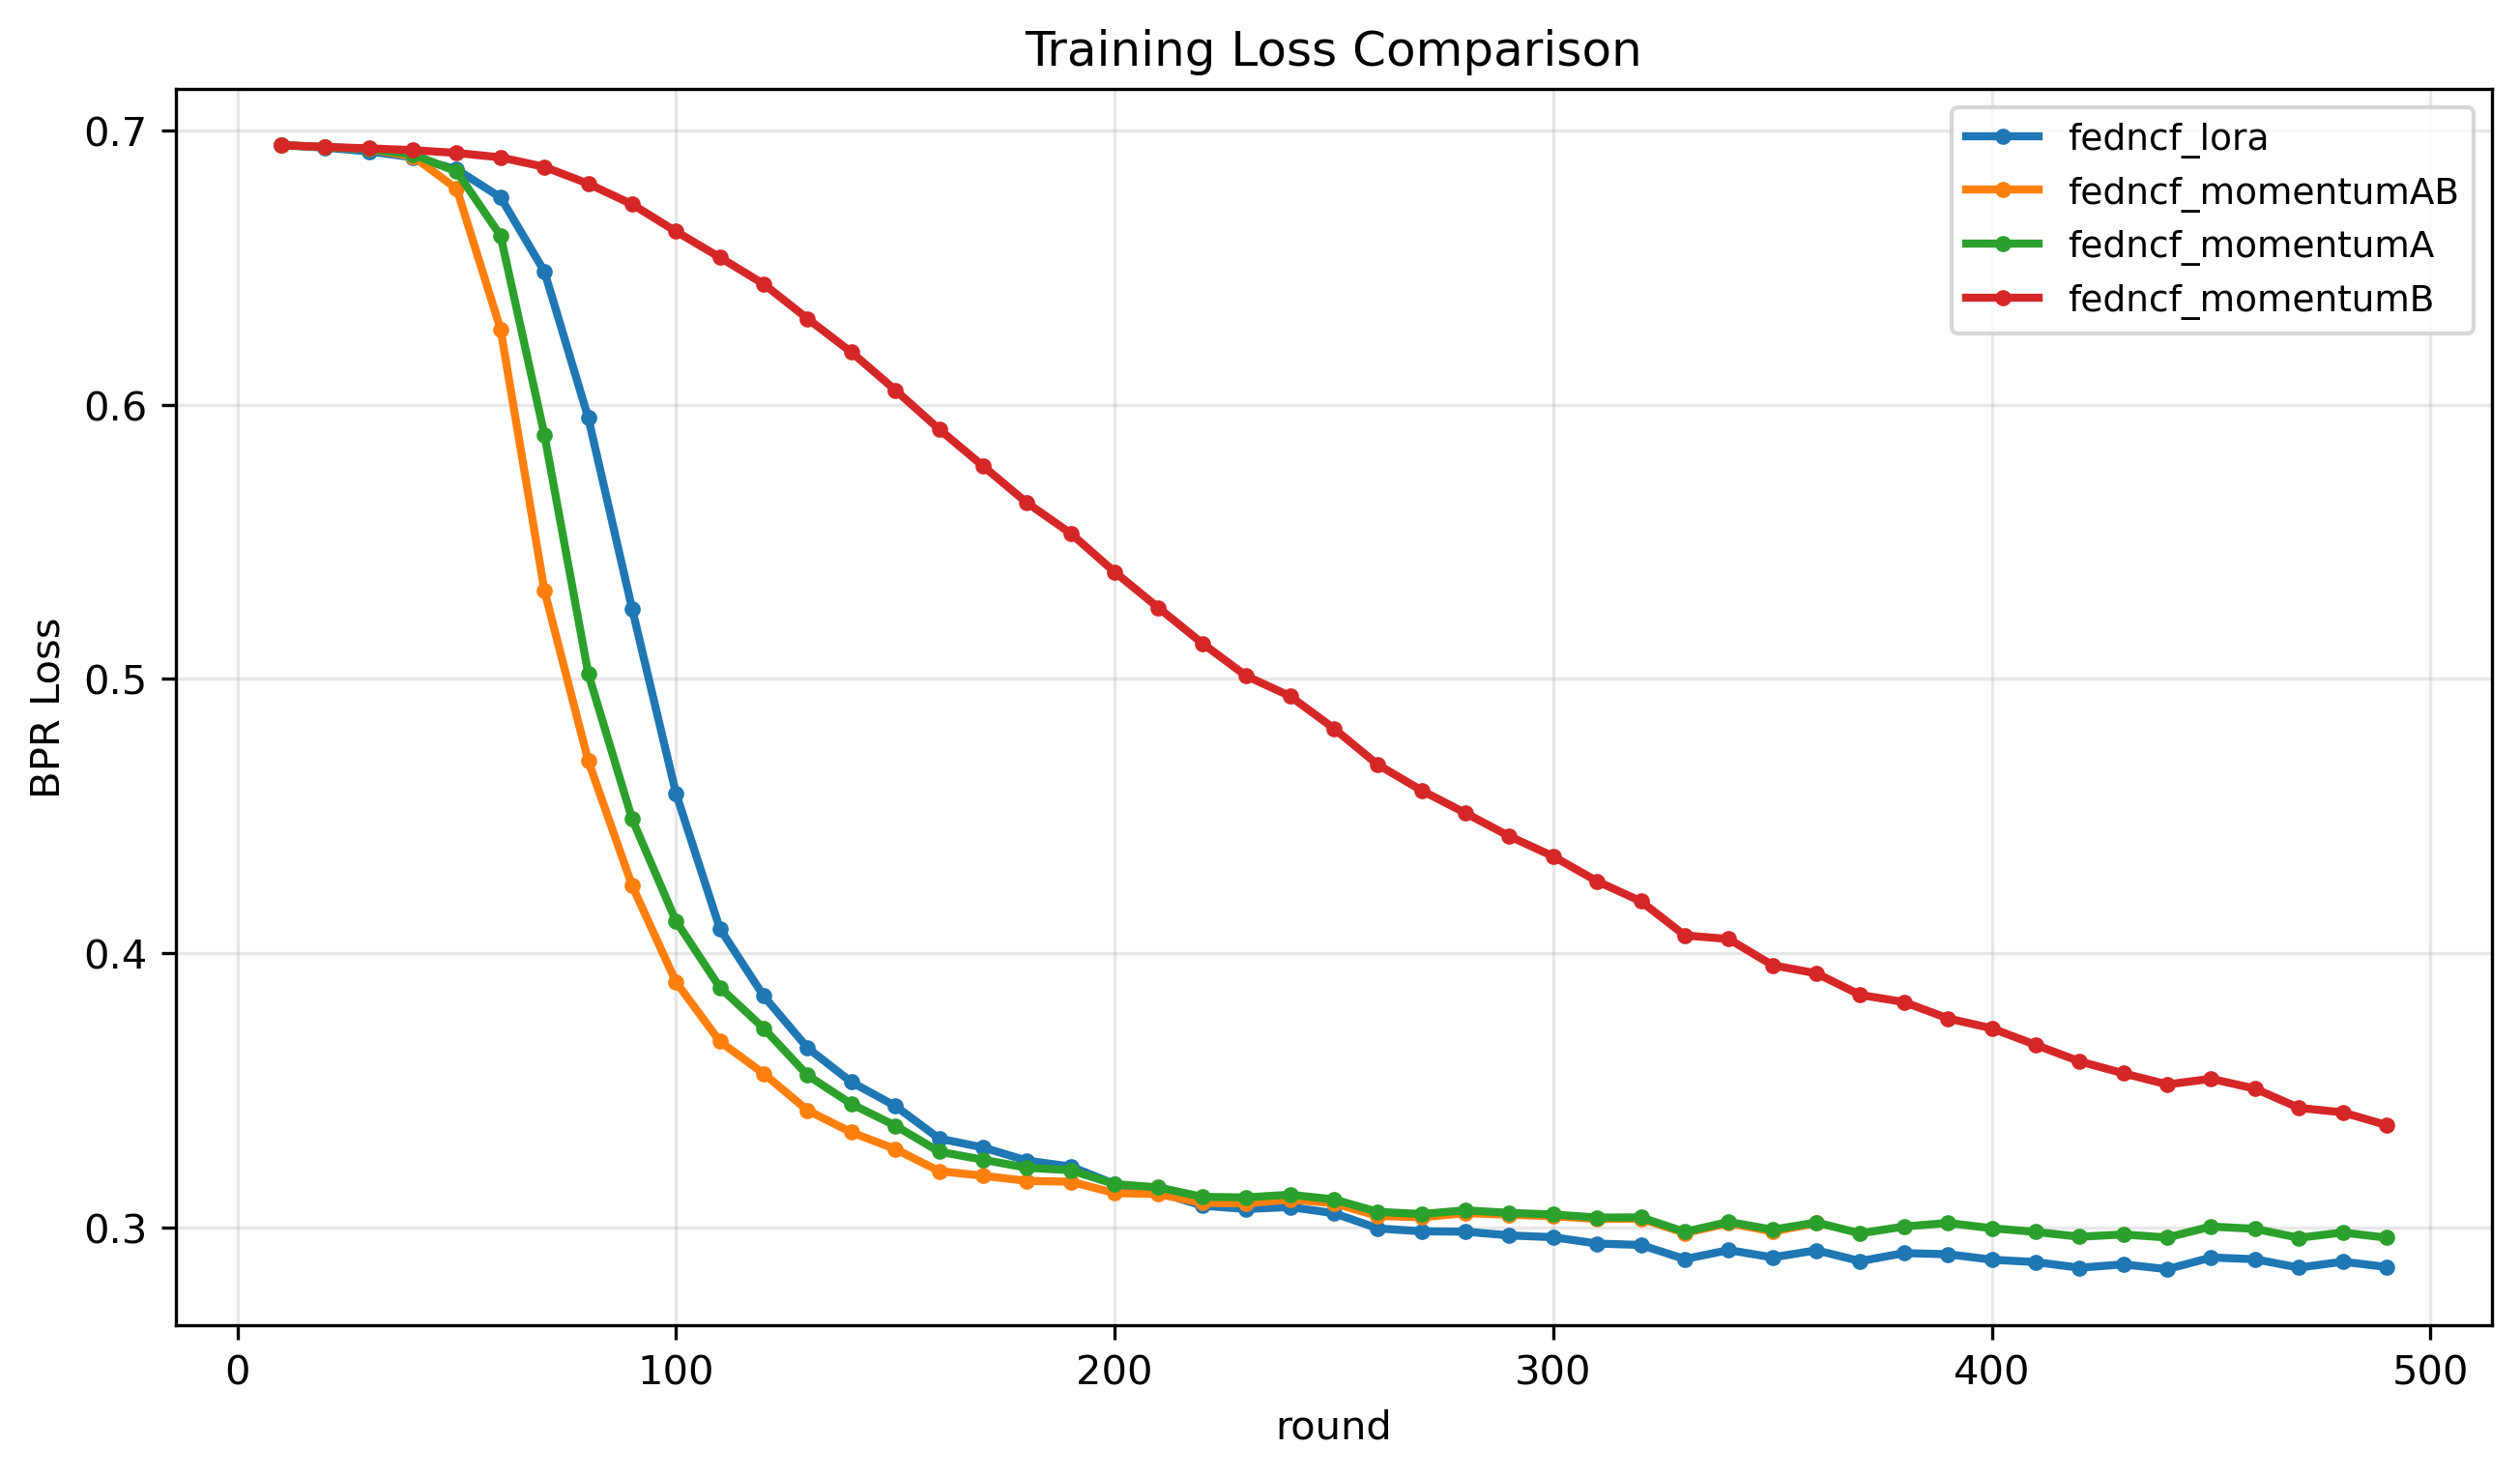 Training Loss Comparison
fedncf_lora
fedncf_momentumAB
fedncf_momentumA
fedncf_momentumB
BPR Loss
0.7
0.6
0.5
0.4
0.3
0 100 200 300 400 500
round